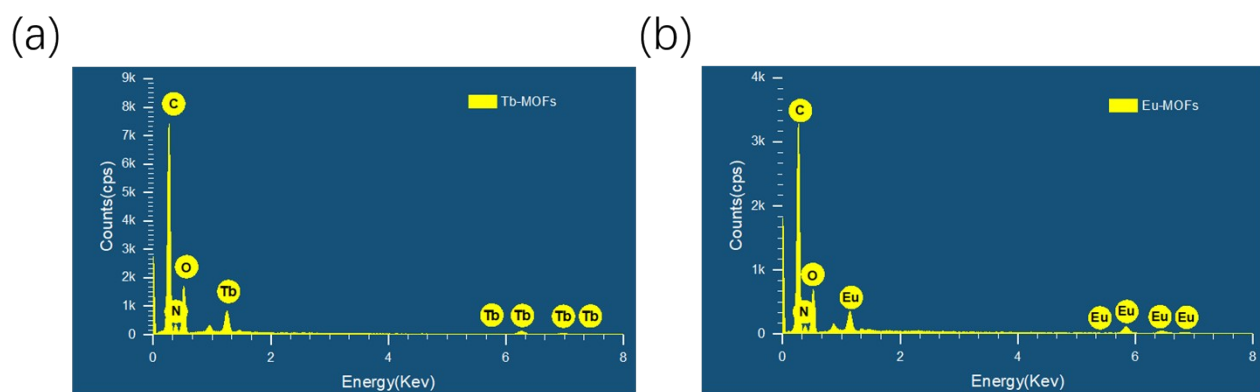 (a)
Tb-MOFs
Counts(cps)
9k
8k
7k
6k
5k
4k
3k
2k
1k
0
C
N
O
Tb
Tb
Tb
Tb
Tb
0
2
4
6
8
Energy(Kev)
(b)
Eu-MOFs
Counts(cps)
4k
3k
2k
1k
0
C
N
O
Eu
Eu
Eu
Eu
Eu
0
2
4
6
8
Energy(Kev)